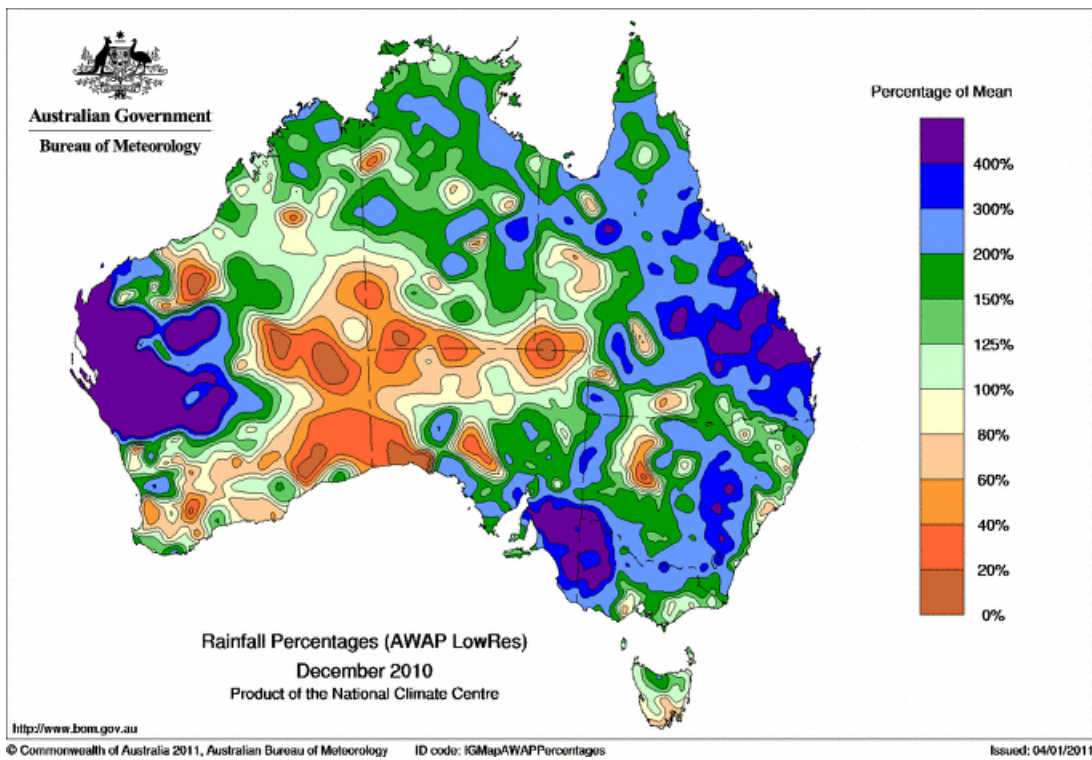 Australian Government
Bureau of Meteorology
Percentage of Mean
400%
300%
200%
150%
125%
100%
80%
60%
40%
20%
0%
Rainfall Percentages (AWAP LowRes)
December 2010
Product of the National Climate Centre
http://www.bom.gov.au
© Commonwealth of Australia 2011, Australian Bureau of Meteorology ID code: IGMapAWAPPercentages Issued: 04/01/2011